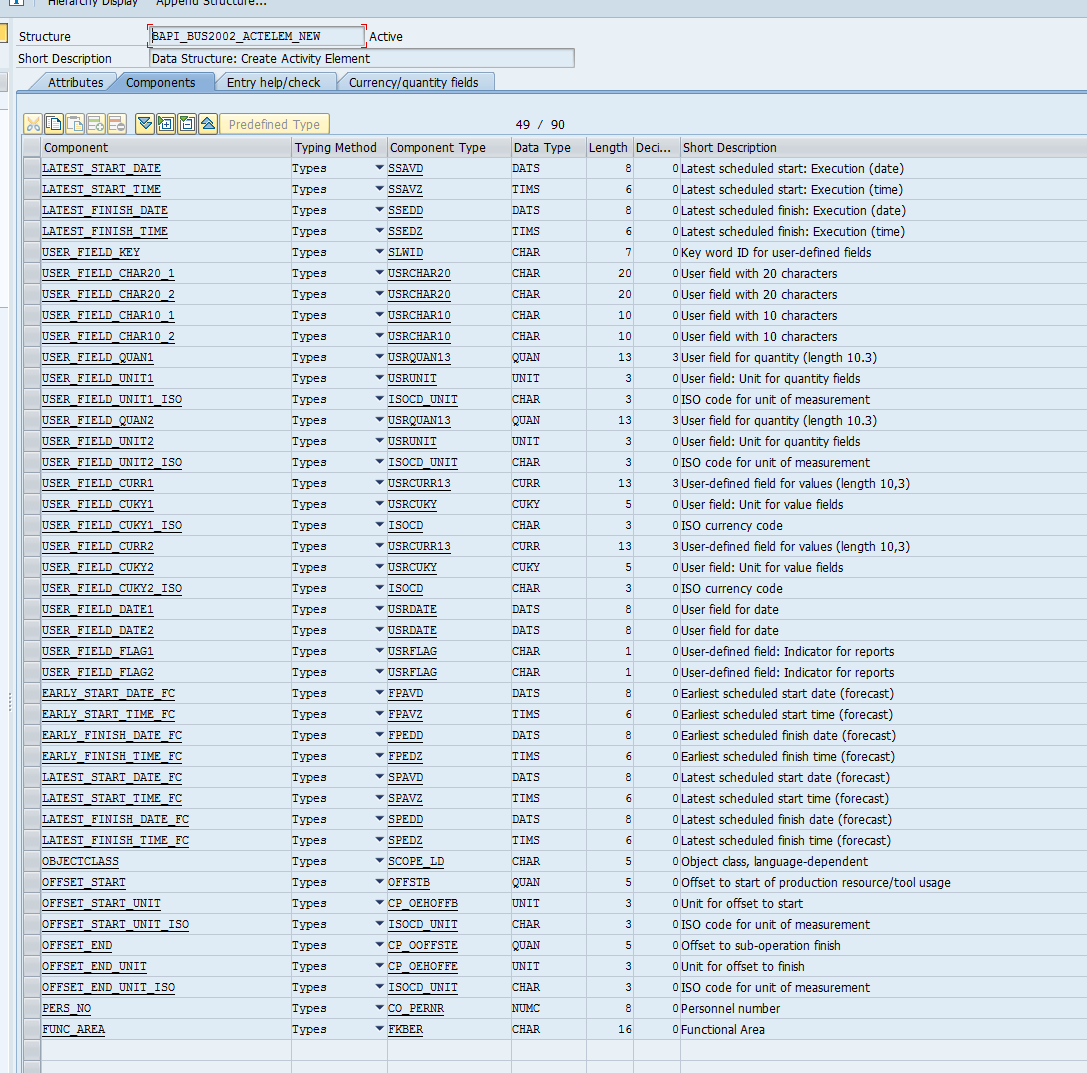 Hierarchy Display Append Structure...
Structure BAPI_BUS2002_ACTELEM_NEW Active
Short Description Data Structure: Create Activity Element
Attributes Components Entry help/check Currency/quantity fields
Predefined Type 49 / 90
Component Typing Method Component Type Data Type Length Deci... Short Description
LATEST_START_DATE Types SSAVD DATS 8 0 Latest scheduled start: Execution (date)
LATEST_START_TIME Types SSAVZ TIMS 6 0 Latest scheduled start: Execution (time)
LATEST_FINISH_DATE Types SSEDD DATS 8 0 Latest scheduled finish: Execution (date)
LATEST_FINISH_TIME Types SSEDZ TIMS 6 0 Latest scheduled finish: Execution (time)
USER_FIELD_KEY Types SLWID CHAR 7 0 Key word ID for user-defined fields
USER_FIELD_CHAR20_1 Types USRCHAR20 CHAR 20 0 User field with 20 characters
USER_FIELD_CHAR20_2 Types USRCHAR20 CHAR 20 0 User field with 20 characters
USER_FIELD_CHAR10_1 Types USRCHAR10 CHAR 10 0 User field with 10 characters
USER_FIELD_CHAR10_2 Types USRCHAR10 CHAR 10 0 User field with 10 characters
USER_FIELD_QUAN1 Types USRQUAN13 QUAN 13 3 User field for quantity (length 10.3)
USER_FIELD_UNIT1 Types USRUNIT UNIT 3 0 User field: Unit for quantity fields
USER_FIELD_UNIT1_ISO Types ISOCD_UNIT CHAR 3 0 ISO code for unit of measurement
USER_FIELD_QUAN2 Types USRQUAN13 QUAN 13 3 User field for quantity (length 10.3)
USER_FIELD_UNIT2 Types USRUNIT UNIT 3 0 User field: Unit for quantity fields
USER_FIELD_UNIT2_ISO Types ISOCD_UNIT CHAR 3 0 ISO code for unit of measurement
USER_FIELD_CURR1 Types USRCURR13 CURR 13 3 User-defined field for values (length 10,3)
USER_FIELD_CUKY1 Types USRCUKY CUKY 5 0 User field: Unit for value fields
USER_FIELD_CUKY1_ISO Types ISOCD CHAR 3 0 ISO currency code
USER_FIELD_CURR2 Types USRCURR13 CURR 13 3 User-defined field for values (length 10,3)
USER_FIELD_CUKY2 Types USRCUKY CUKY 5 0 User field: Unit for value fields
USER_FIELD_CUKY2_ISO Types ISOCD CHAR 3 0 ISO currency code
USER_FIELD_DATE1 Types USRDATE DATS 8 0 User field for date
USER_FIELD_DATE2 Types USRDATE DATS 8 0 User field for date
USER_FIELD_FLAG1 Types USRFLAG CHAR 1 0 User-defined field: Indicator for reports
USER_FIELD_FLAG2 Types USRFLAG CHAR 1 0 User-defined field: Indicator for reports
EARLY_START_DATE_FC Types FPAVD DATS 8 0 Earliest scheduled start date (forecast)
EARLY_START_TIME_FC Types FPAVZ TIMS 6 0 Earliest scheduled start time (forecast)
EARLY_FINISH_DATE_FC Types FPEDD DATS 8 0 Earliest scheduled finish date (forecast)
EARLY_FINISH_TIME_FC Types FPEDZ TIMS 6 0 Earliest scheduled finish time (forecast)
LATEST_START_DATE_FC Types SPAVD DATS 8 0 Latest scheduled start date (forecast)
LATEST_START_TIME_FC Types SPAVZ TIMS 6 0 Latest scheduled start time (forecast)
LATEST_FINISH_DATE_FC Types SPEDD DATS 8 0 Latest scheduled finish date (forecast)
LATEST_FINISH_TIME_FC Types SPEDZ TIMS 6 0 Latest scheduled finish time (forecast)
OBJECTCLASS Types SCOPE_LD CHAR 5 0 Object class, language-dependent
OFFSET_START Types OFFSTB QUAN 5 0 Offset to start of production resource/tool usage
OFFSET_START_UNIT Types CP_OEHOFFB UNIT 3 0 Unit for offset to start
OFFSET_START_UNIT_ISO Types ISOCD_UNIT CHAR 3 0 ISO code for unit of measurement
OFFSET_END Types CP_OOFFSTE QUAN 5 0 Offset to sub-operation finish
OFFSET_END_UNIT Types CP_OEHOFFE UNIT 3 0 Unit for offset to finish
OFFSET_END_UNIT_ISO Types ISOCD_UNIT CHAR 3 0 ISO code for unit of measurement
PERS_NO Types CO_PERNR NUMC 8 0 Personnel number
FUNC_AREA Types FKBER CHAR 16 0 Functional Area